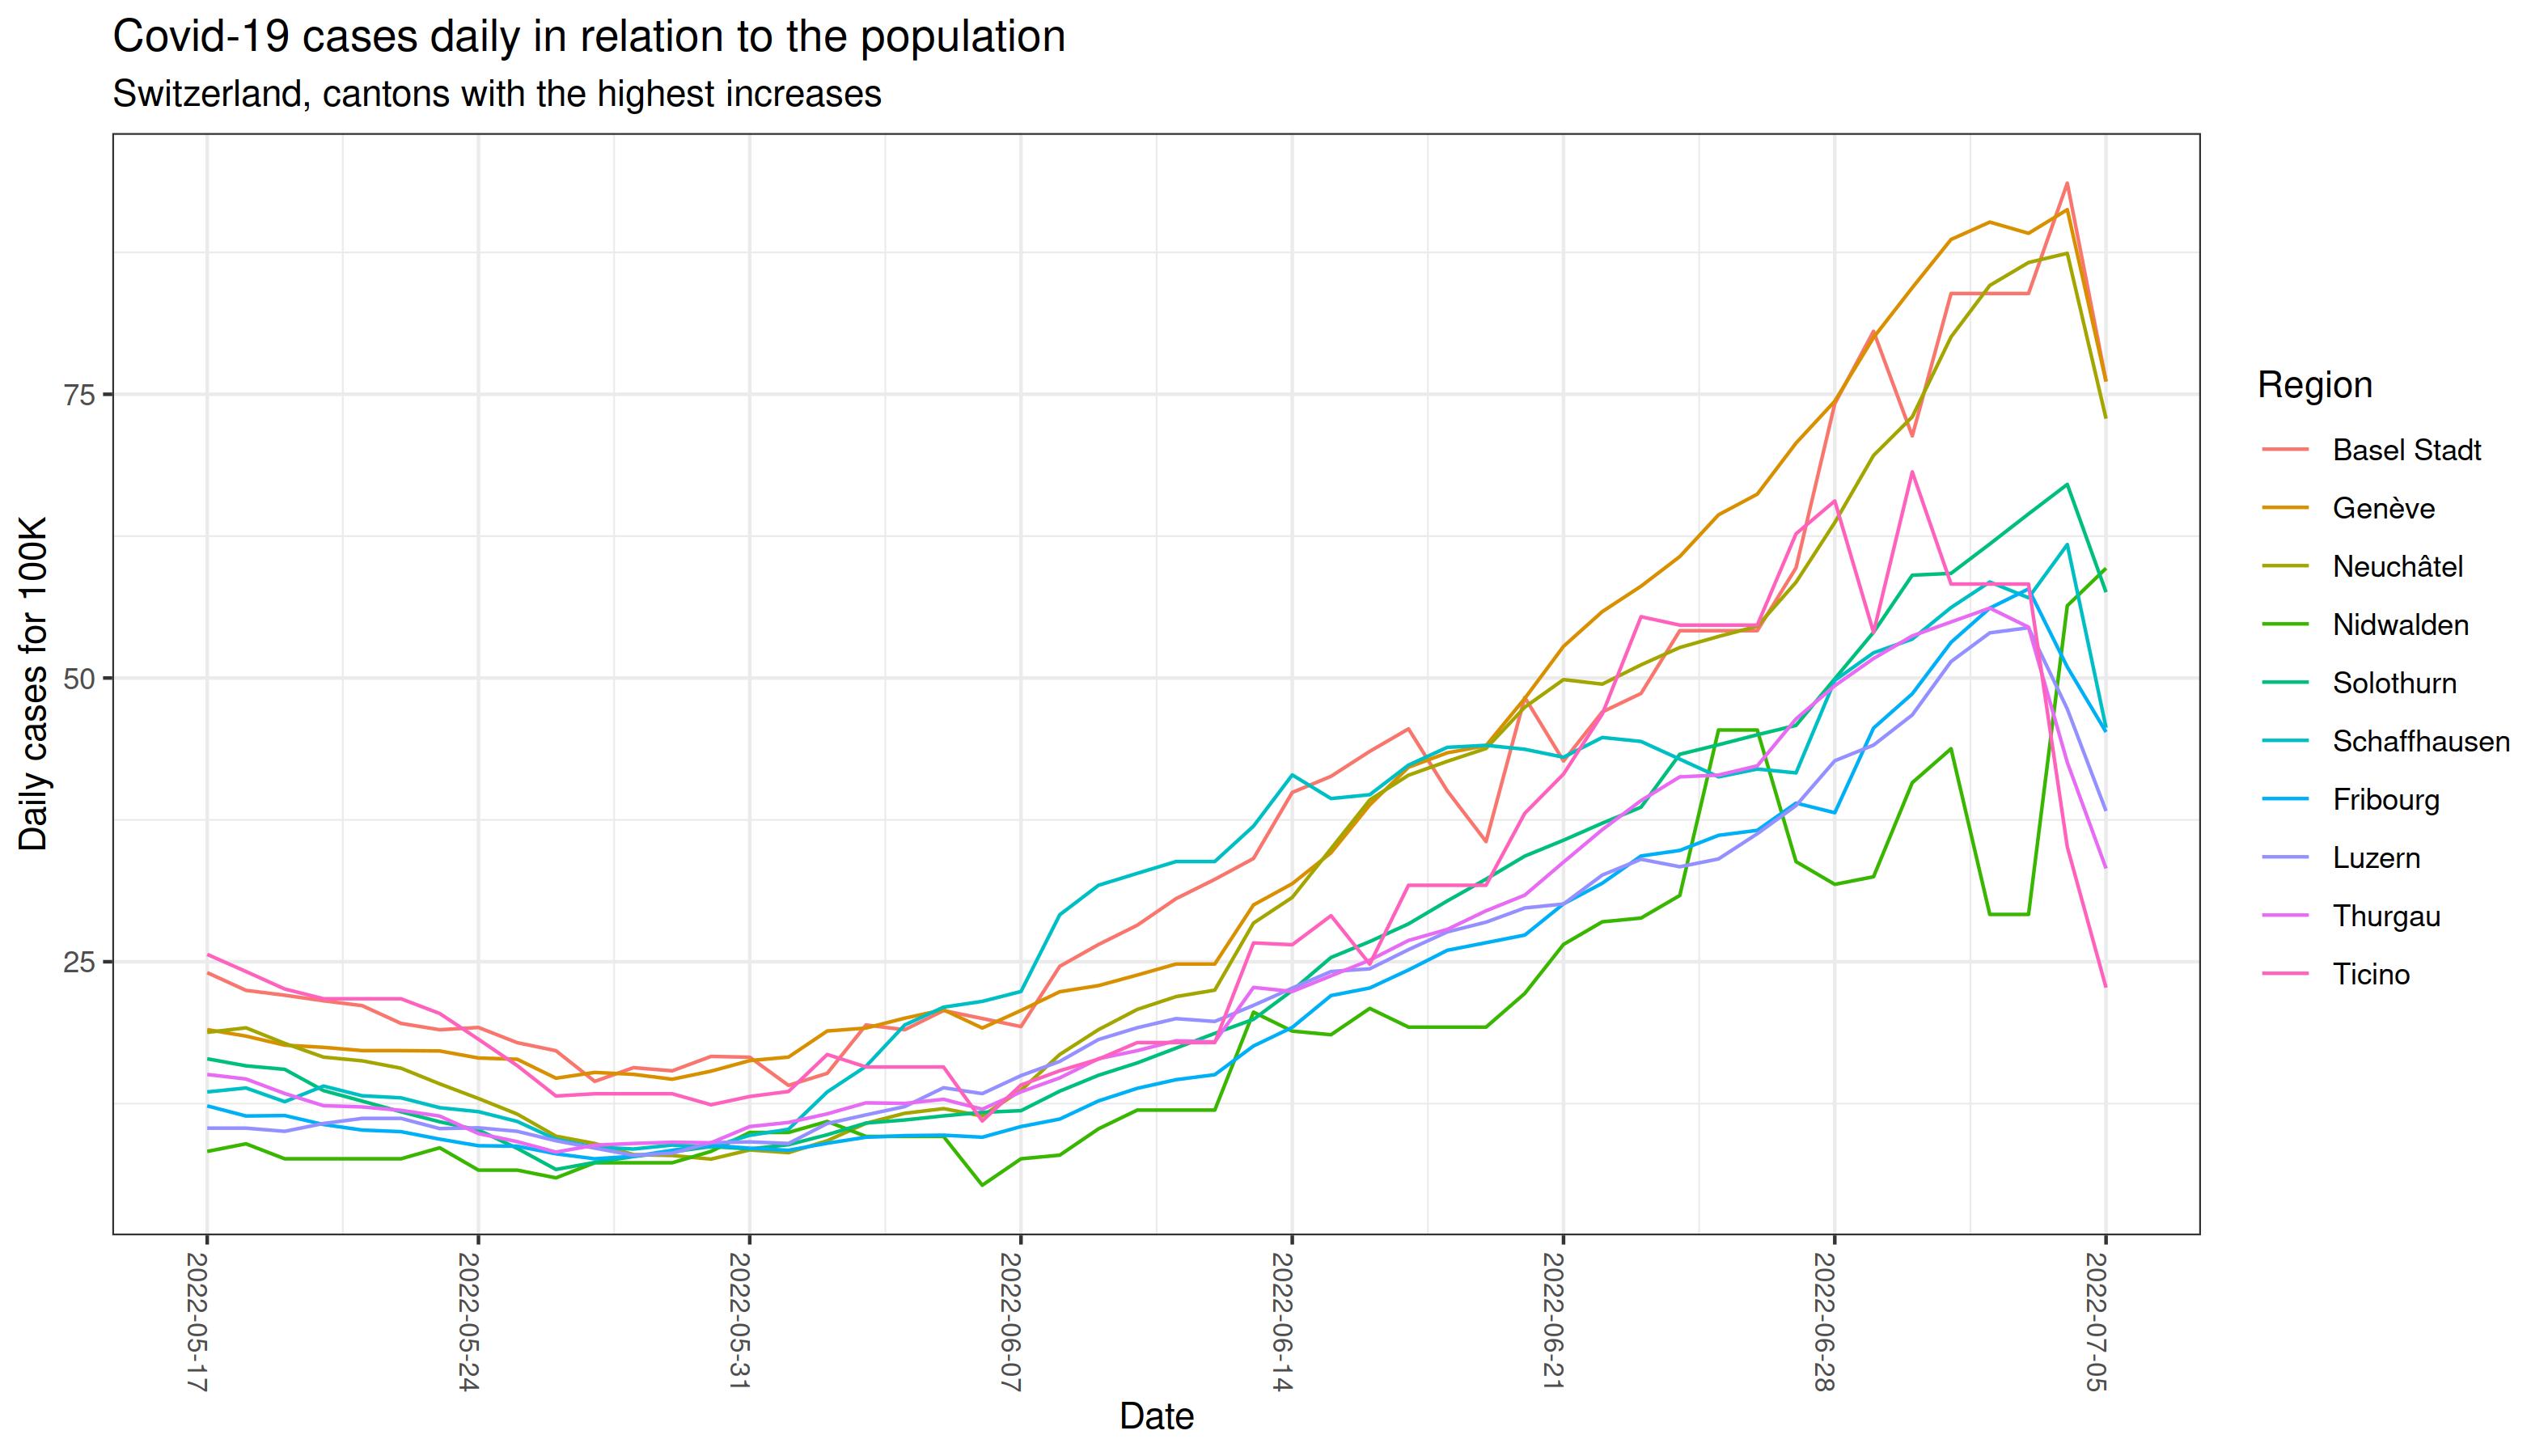 Covid-19 cases daily in relation to the population
Switzerland, cantons with the highest increases
Daily cases for 100K
75
50
25
2022-05-17
2022-05-24
2022-05-31
2022-06-07
2022-06-14
2022-06-21
2022-06-28
2022-07-05
Date
Region
Basel Stadt
Genève
Neuchâtel
Nidwalden
Solothurn
Schaffhausen
Fribourg
Luzern
Thurgau
Ticino